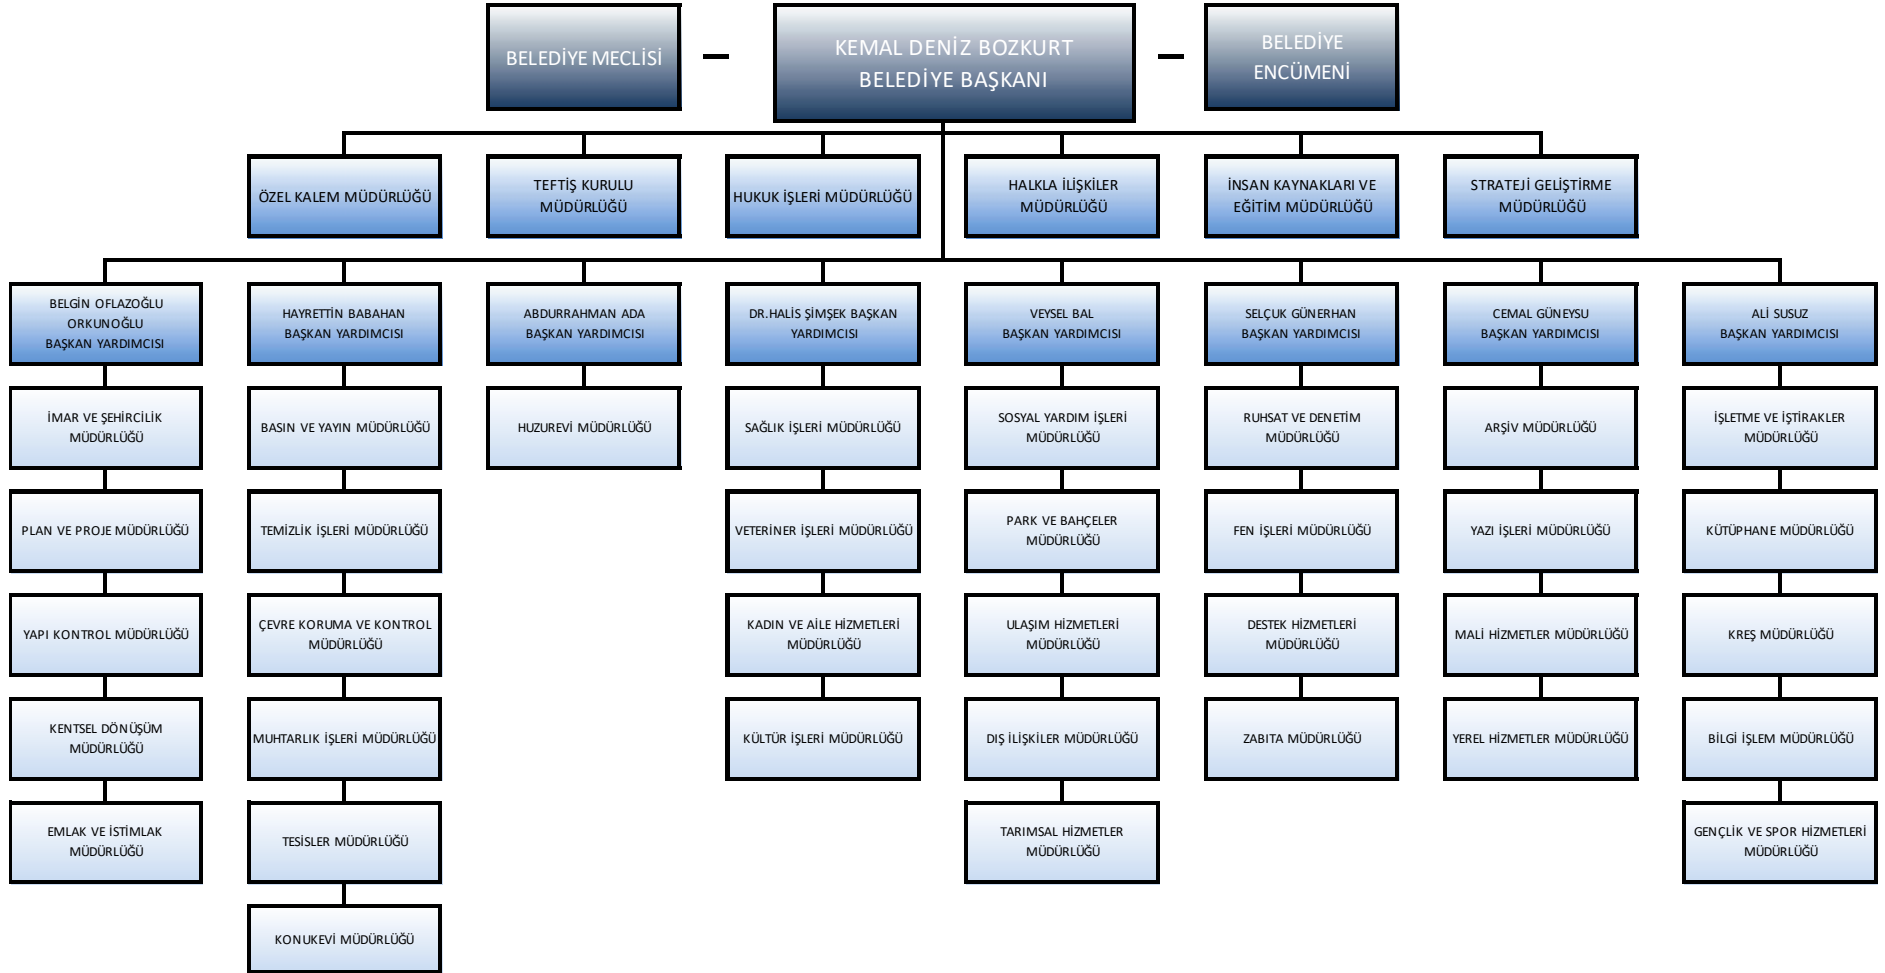 BELEDİYE MECLİSİ
KEMAL DENİZ BOZKURT
BELEDİYE BAŞKANI
BELEDİYE
ENCÜMENİ
ÖZEL KALEM MÜDÜRLÜĞÜ
TEFTİŞ KURULU
MÜDÜRLÜĞÜ
HUKUK İŞLERİ MÜDÜRLÜĞÜ
HALKLA İLİŞKİLER
MÜDÜRLÜĞÜ
İNSAN KAYNAKLARI VE
EĞİTİM MÜDÜRLÜĞÜ
STRATEJİ GELİŞTİRME
MÜDÜRLÜĞÜ
BELGİN OFLAZOĞLU
ORKUNOĞLU
BAŞKAN YARDIMCISI
HAYRETTİN BABAHAN
BAŞKAN YARDIMCISI
ABDURRAHMAN ADA
BAŞKAN YARDIMCISI
DR.HALİS ŞİMŞEK BAŞKAN
YARDIMCISI
VEYSEL BAL
BAŞKAN YARDIMCISI
SELÇUK GÜNERHAN
BAŞKAN YARDIMCISI
CEMAL GÜNEYSU
BAŞKAN YARDIMCISI
ALİ SUSUZ
BAŞKAN YARDIMCISI
İMAR VE ŞEHİRCİLİK
MÜDÜRLÜĞÜ
BASIN VE YAYIN MÜDÜRLÜĞÜ
HUZUREVİ MÜDÜRLÜĞÜ
SAĞLIK İŞLERİ MÜDÜRLÜĞÜ
SOSYAL YARDIM İŞLERİ
MÜDÜRLÜĞÜ
RUHSAT VE DENETİM
MÜDÜRLÜĞÜ
ARŞİV MÜDÜRLÜĞÜ
İŞLETME VE İŞTİRAKLER
MÜDÜRLÜĞÜ
PLAN VE PROJE MÜDÜRLÜĞÜ
TEMİZLİK İŞLERİ MÜDÜRLÜĞÜ
VETERİNER İŞLERİ MÜDÜRLÜĞÜ
PARK VE BAHÇELER
MÜDÜRLÜĞÜ
FEN İŞLERİ MÜDÜRLÜĞÜ
YAZI İŞLERİ MÜDÜRLÜĞÜ
KÜTÜPHANE MÜDÜRLÜĞÜ
YAPI KONTROL MÜDÜRLÜĞÜ
ÇEVRE KORUMA VE KONTROL
MÜDÜRLÜĞÜ
KADIN VE AİLE HİZMETLERİ
MÜDÜRLÜĞÜ
ULAŞIM HİZMETLERİ
MÜDÜRLÜĞÜ
DESTEK HİZMETLERİ
MÜDÜRLÜĞÜ
MALİ HİZMETLER MÜDÜRLÜĞÜ
KREŞ MÜDÜRLÜĞÜ
KENTSEL DÖNÜŞÜM
MÜDÜRLÜĞÜ
MUHTARLIK İŞLERİ MÜDÜRLÜĞÜ
KÜLTÜR İŞLERİ MÜDÜRLÜĞÜ
DIŞ İLİŞKİLER MÜDÜRLÜĞÜ
ZABITA MÜDÜRLÜĞÜ
YEREL HİZMETLER MÜDÜRLÜĞÜ
BİLGİ İŞLEM MÜDÜRLÜĞÜ
EMLAK VE İSTİMLAK
MÜDÜRLÜĞÜ
TESİSLER MÜDÜRLÜĞÜ
TARIMSAL HİZMETLER
MÜDÜRLÜĞÜ
GENÇLİK VE SPOR HİZMETLERİ
MÜDÜRLÜĞÜ
KONUKEVİ MÜDÜRLÜĞÜ